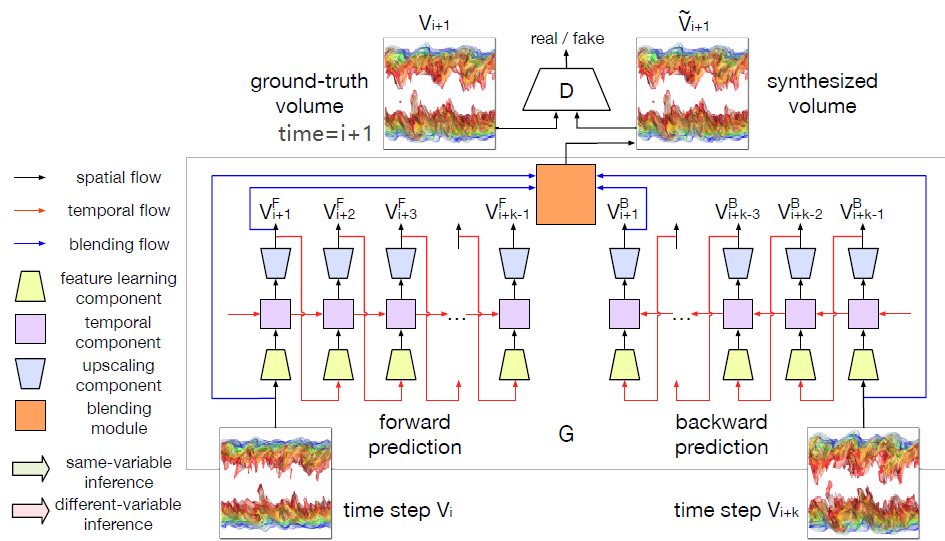 V_{i+1}
Ṽ_{i+1}
real / fake
D
ground-truth
volume
time=i+1
synthesized
volume
spatial flow
temporal flow
blending flow
feature learning
component
temporal
component
upscaling
component
blending
module
same-variable
inference
different-variable
inference
V^F_{i+1}
V^F_{i+2}
V^F_{i+3}
V^F_{i+k-1}
V^B_{i+1}
V^B_{i+k-3}
V^B_{i+k-2}
V^B_{i+k-1}
...
...
forward
prediction
G
backward
prediction
time step V_i
time step V_{i+k}